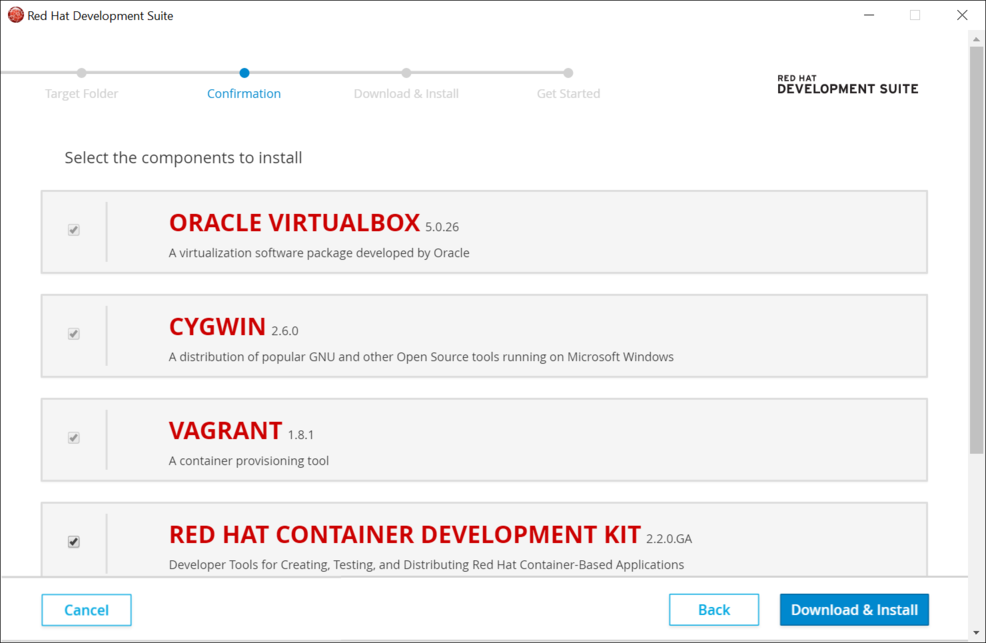 Red Hat Development Suite
Target Folder
Confirmation
Download & Install
Get Started
RED HAT
DEVELOPMENT SUITE
Select the components to install
ORACLE VIRTUALBOX 5.0.26
A virtualization software package developed by Oracle
CYGWIN 2.6.0
A distribution of popular GNU and other Open Source tools running on Microsoft Windows
VAGRANT 1.8.1
A container provisioning tool
RED HAT CONTAINER DEVELOPMENT KIT 2.2.0.GA
Developer Tools for Creating, Testing, and Distributing Red Hat Container-Based Applications
Cancel
Back
Download & Install